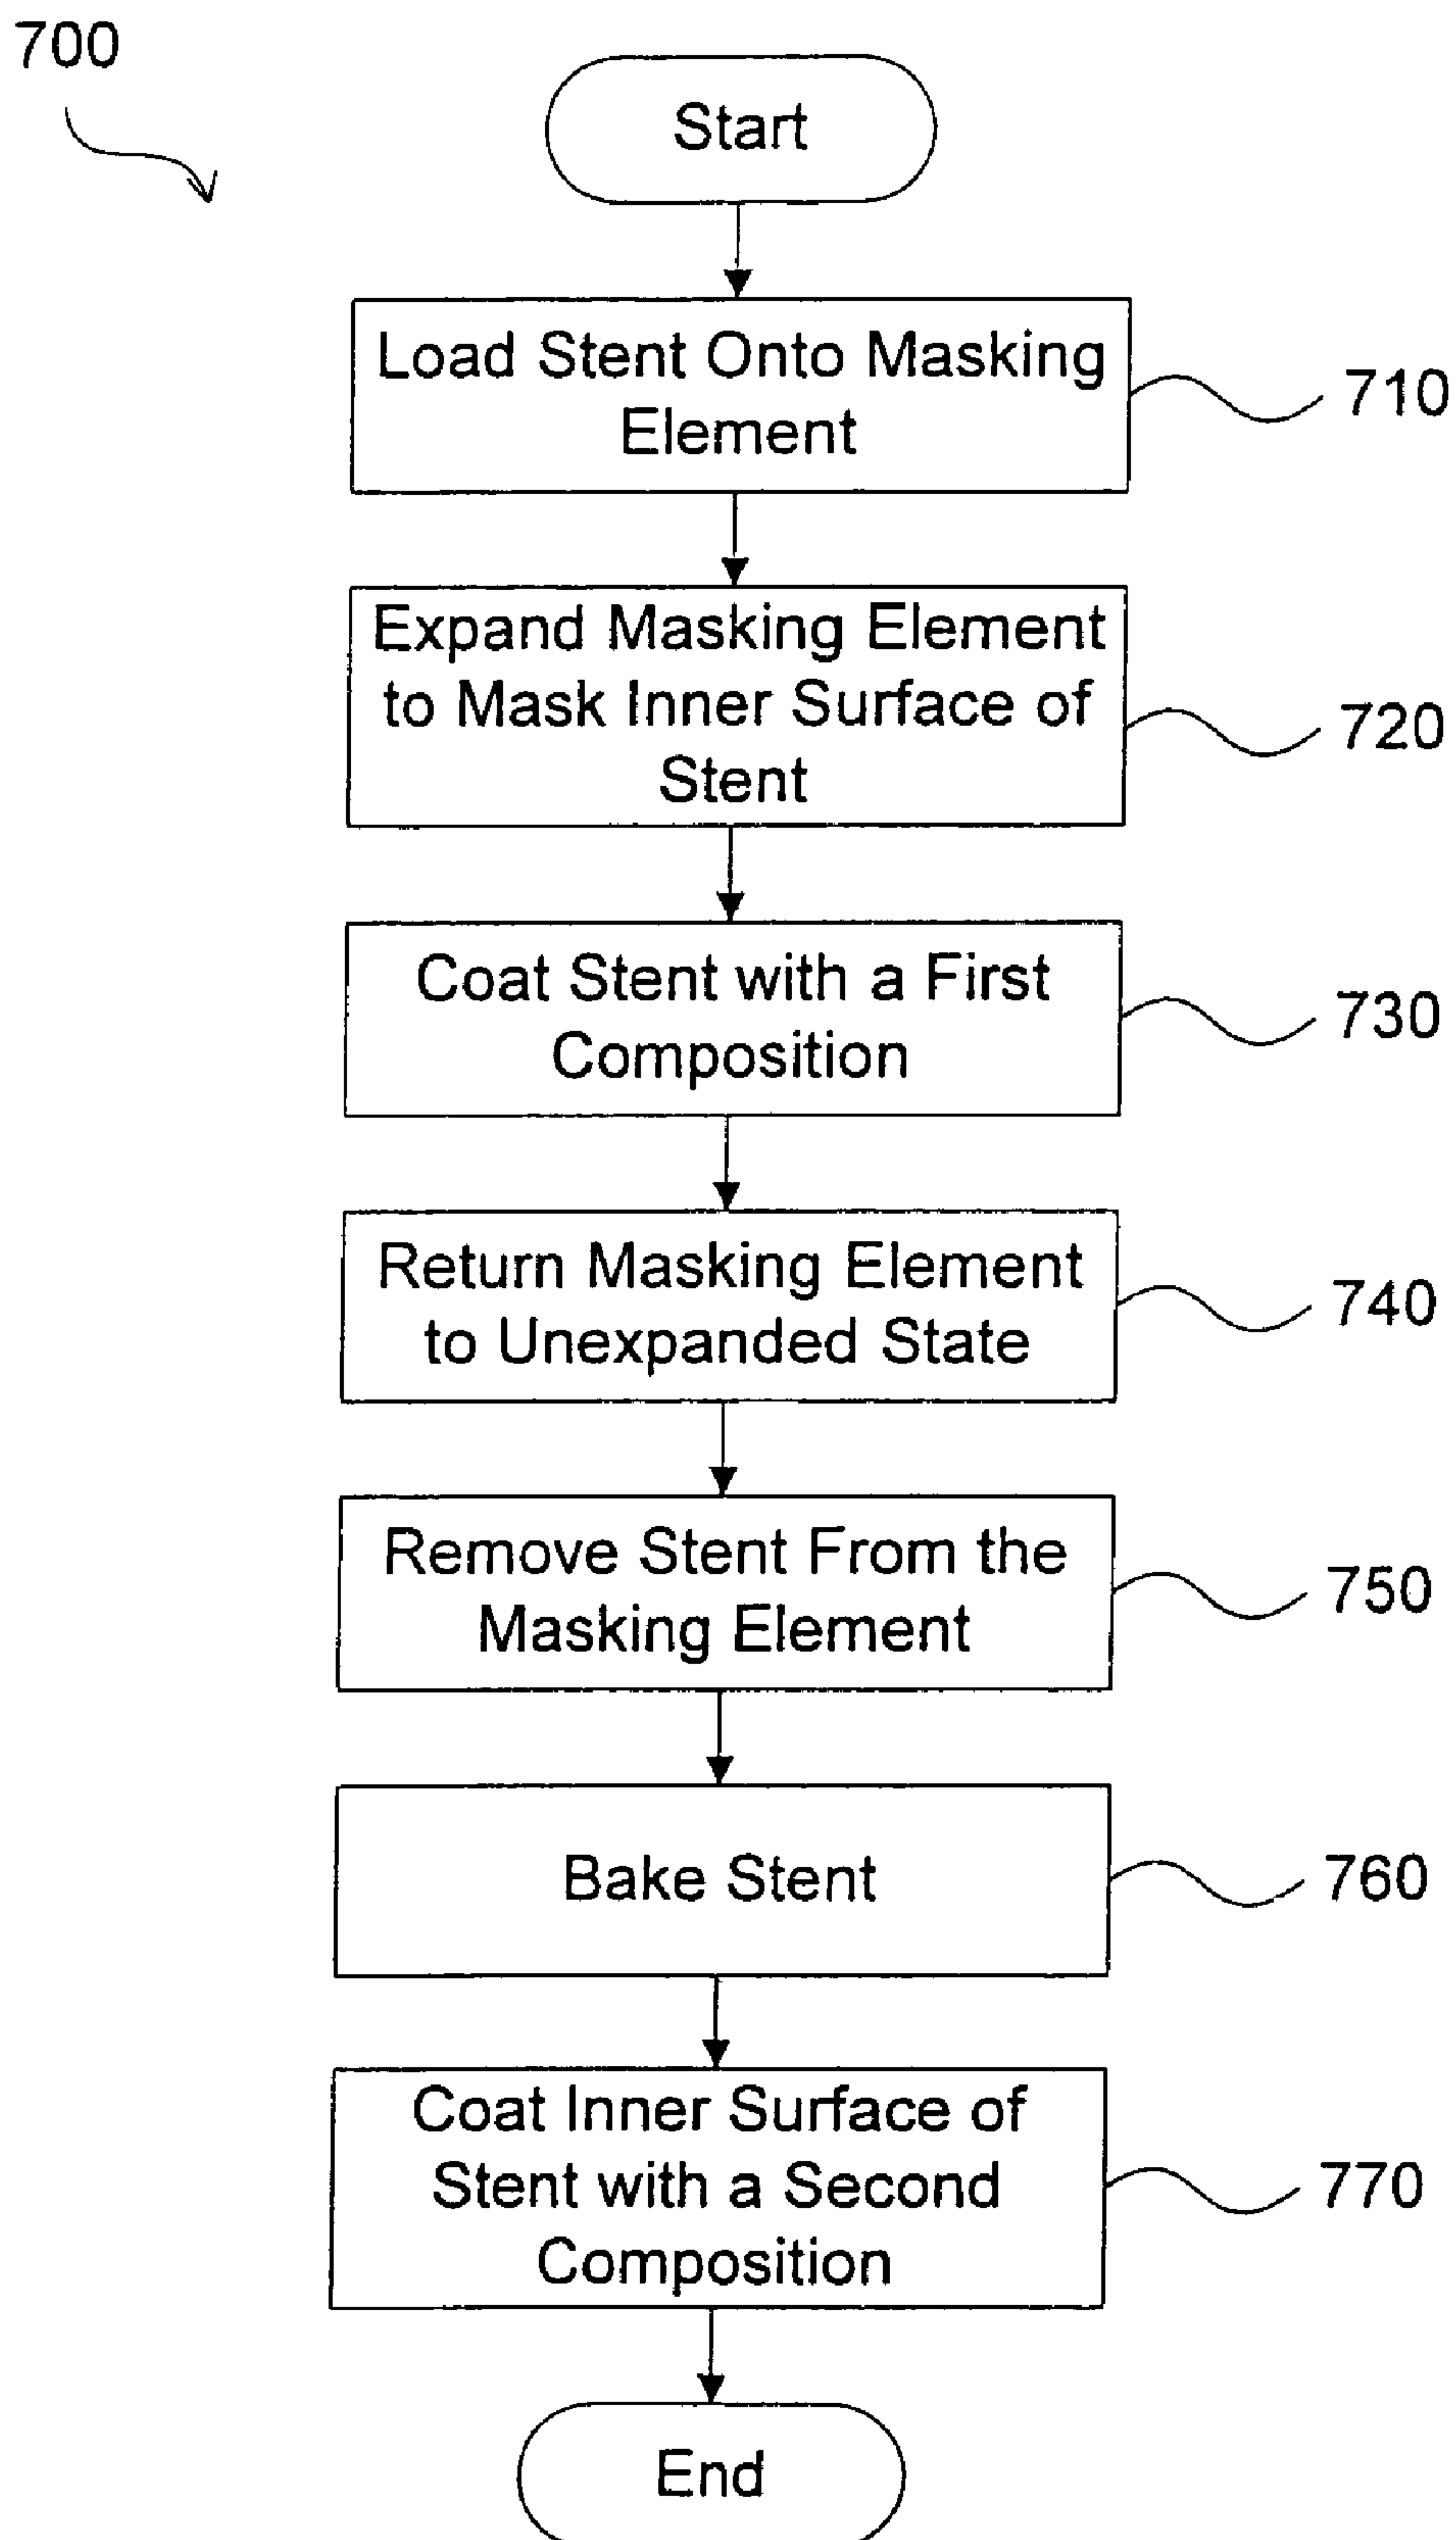 700
Start
Load Stent Onto Masking
Element
710
Expand Masking Element
to Mask Inner Surface of
Stent
720
Coat Stent with a First
Composition
730
Return Masking Element
to Unexpanded State
740
Remove Stent From the
Masking Element
750
Bake Stent
760
Coat Inner Surface of
Stent with a Second
Composition
770
End